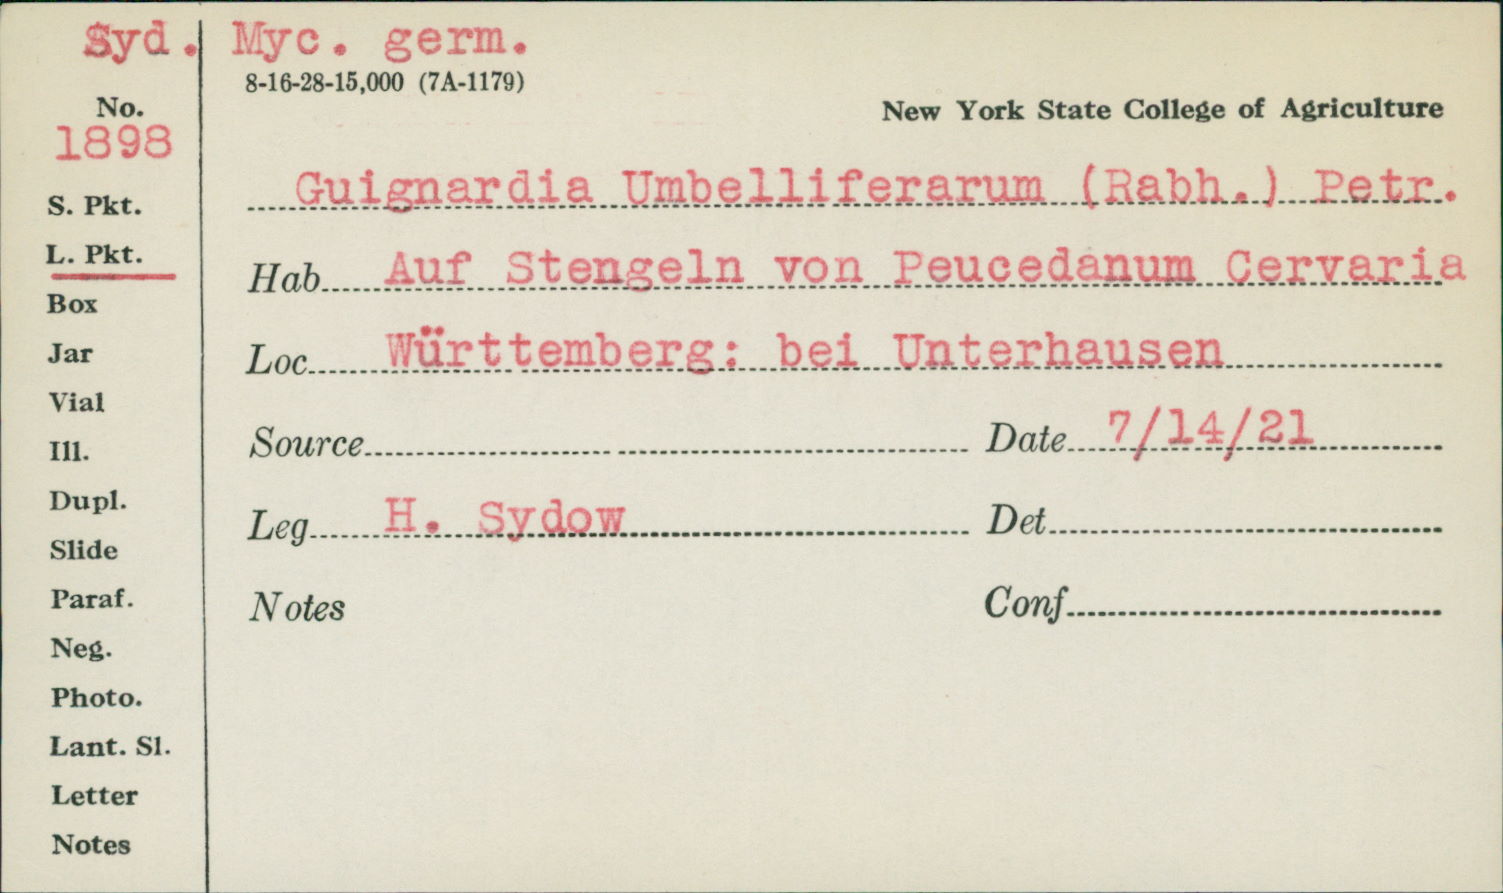 Syd. Myc. germ.
8-16-28-15,000 (7A-1179)
New York State College of Agriculture
No.
1898
S. Pkt.
L. Pkt.
Box
Jar
Vial
Ill.
Dupl.
Slide
Paraf.
Neg.
Photo.
Lant. Sl.
Letter
Notes
Guignardia Umbelliferarum (Rabh.) Petr.
Hab Auf Stengeln von Peucedanum Cervaria
Loc Württemberg: bei Unterhausen
Source Date 7/14/21
Leg H. Sydow Det
Notes Conf